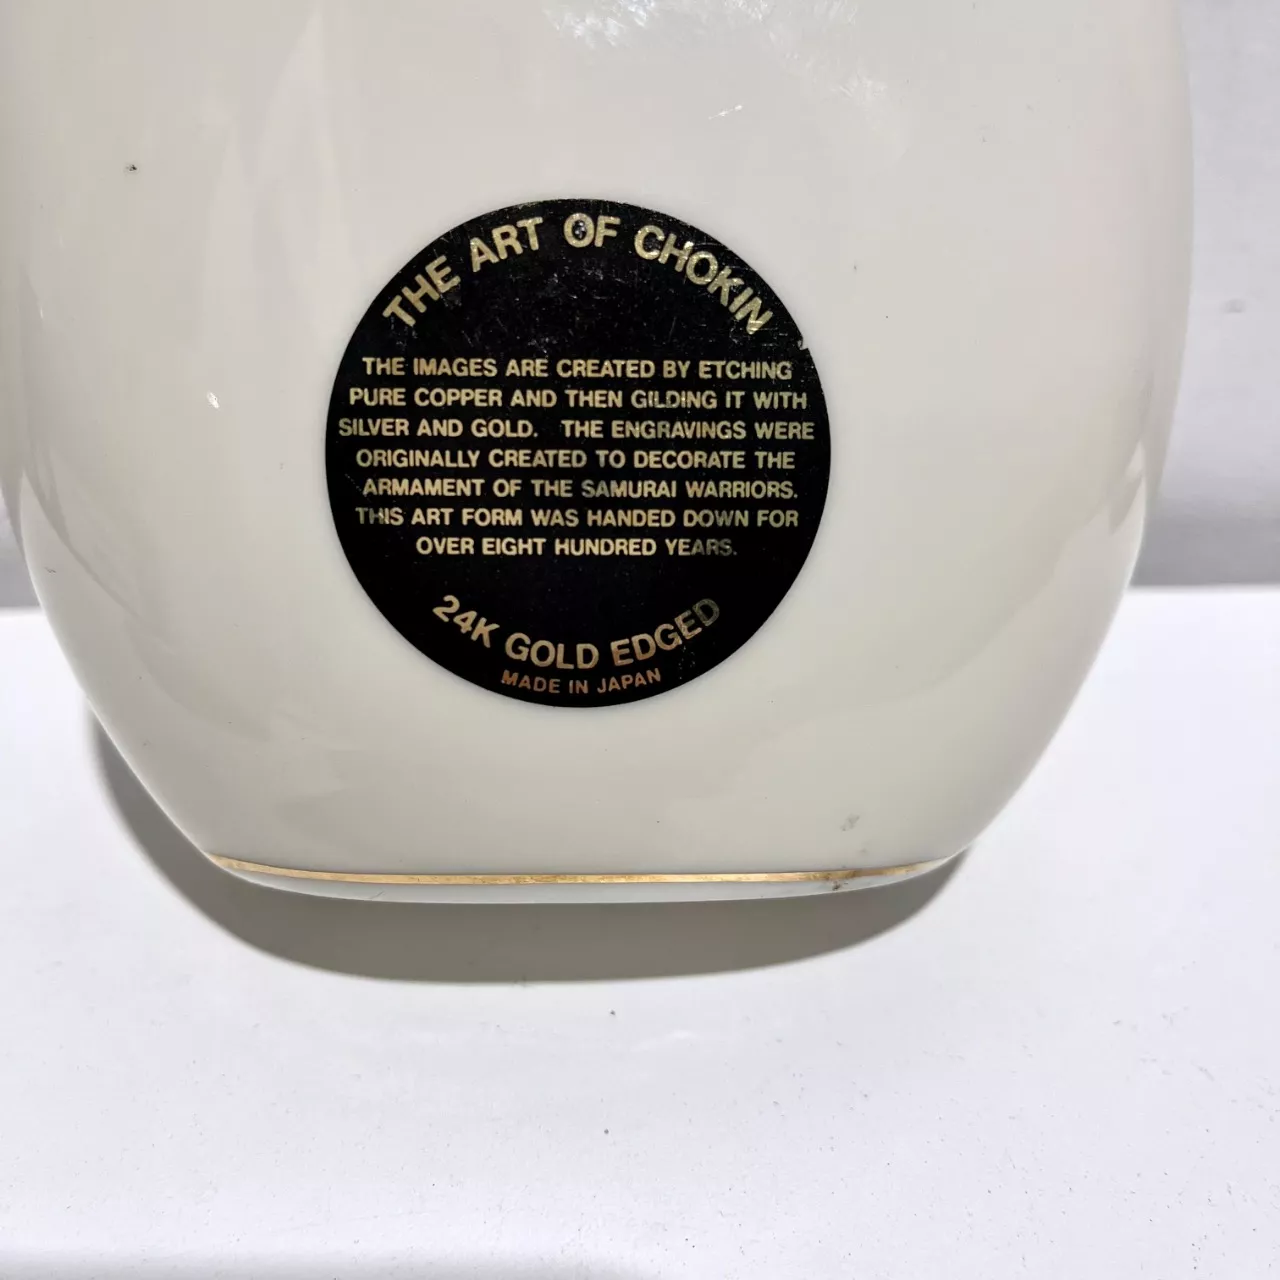 THE ART OF CHOKIN
THE IMAGES ARE CREATED BY ETCHING
PURE COPPER AND THEN GILDING IT WITH
SILVER AND GOLD. THE ENGRAVINGS WERE
ORIGINALLY CREATED TO DECORATE THE
ARMAMENT OF THE SAMURAI WARRIORS.
THIS ART FORM WAS HANDED DOWN FOR
OVER EIGHT HUNDRED YEARS.
24K GOLD EDGED
MADE IN JAPAN